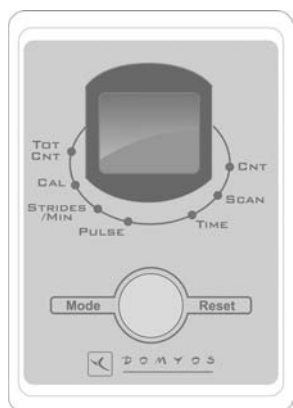 TOT
CNT
CAL
STRIDES
/MIN
PULSE
TIME
SCAN
CNT
Mode
Reset
DOMYOS